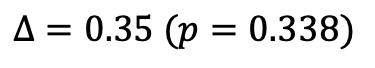 Δ = 0.35 (p = 0.338)